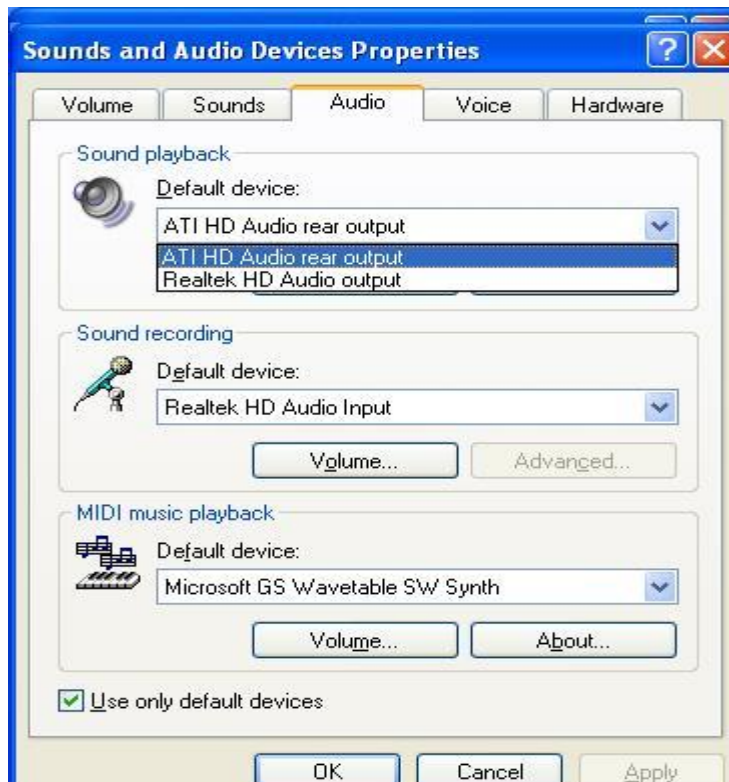 Sounds and Audio Devices Properties
Volume Sounds Audio Voice Hardware
Sound playback
Default device:
ATI HD Audio rear output
ATI HD Audio rear output
Realtek HD Audio output
Sound recording
Default device:
Realtek HD Audio Input
Volume... Advanced...
MIDI music playback
Default device:
Microsoft GS Wavetable SW Synth
Volume... About...
Use only default devices
OK Cancel Apply